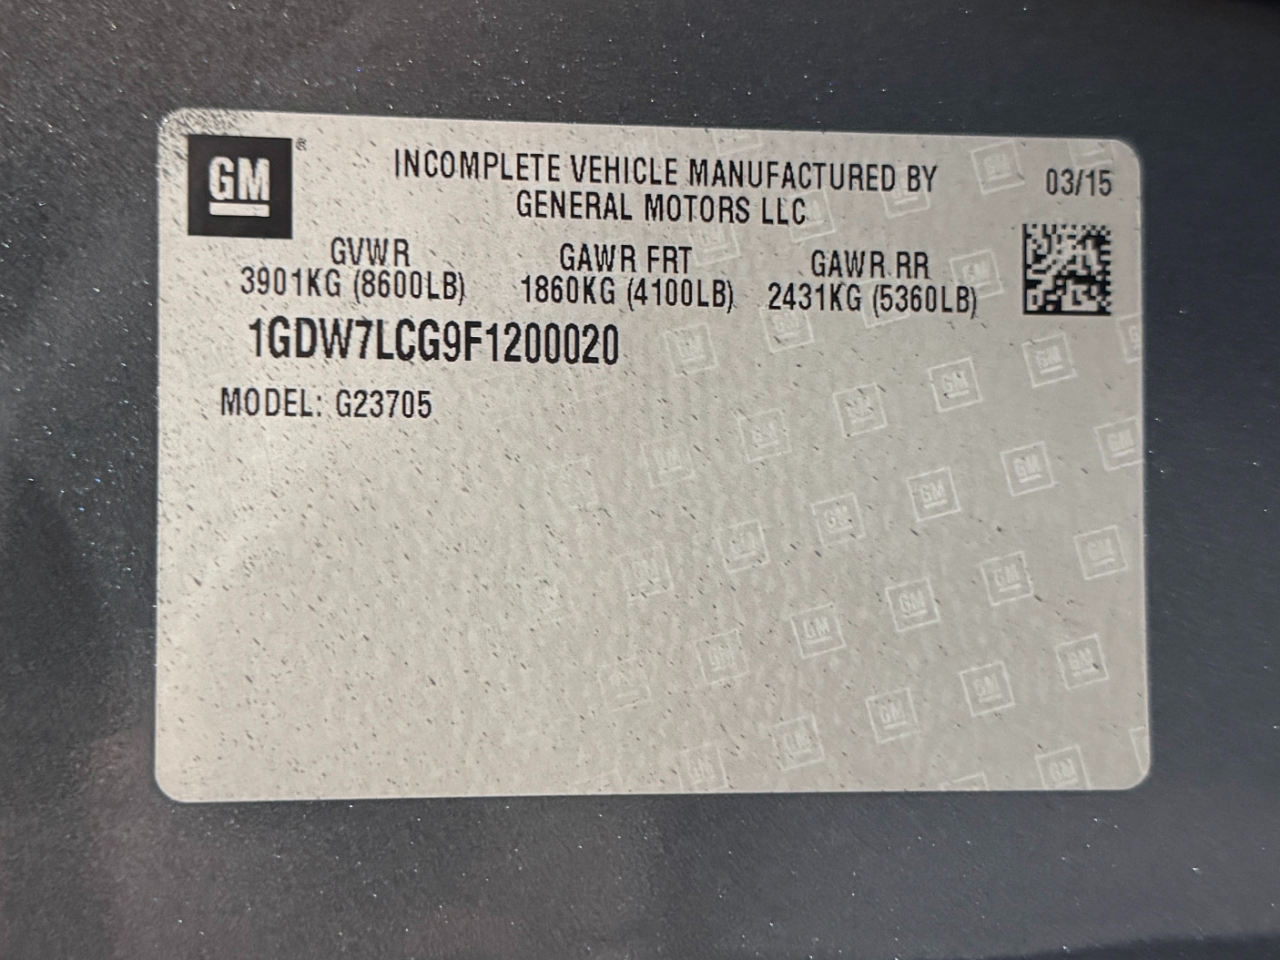 GM®
INCOMPLETE VEHICLE MANUFACTURED BY
GENERAL MOTORS LLC
03/15
GVWR GAWR FRT GAWR RR
3901KG (8600LB) 1860KG (4100LB) 2431KG (5360LB)
1GDW7LCG9F1200020
MODEL: G23705